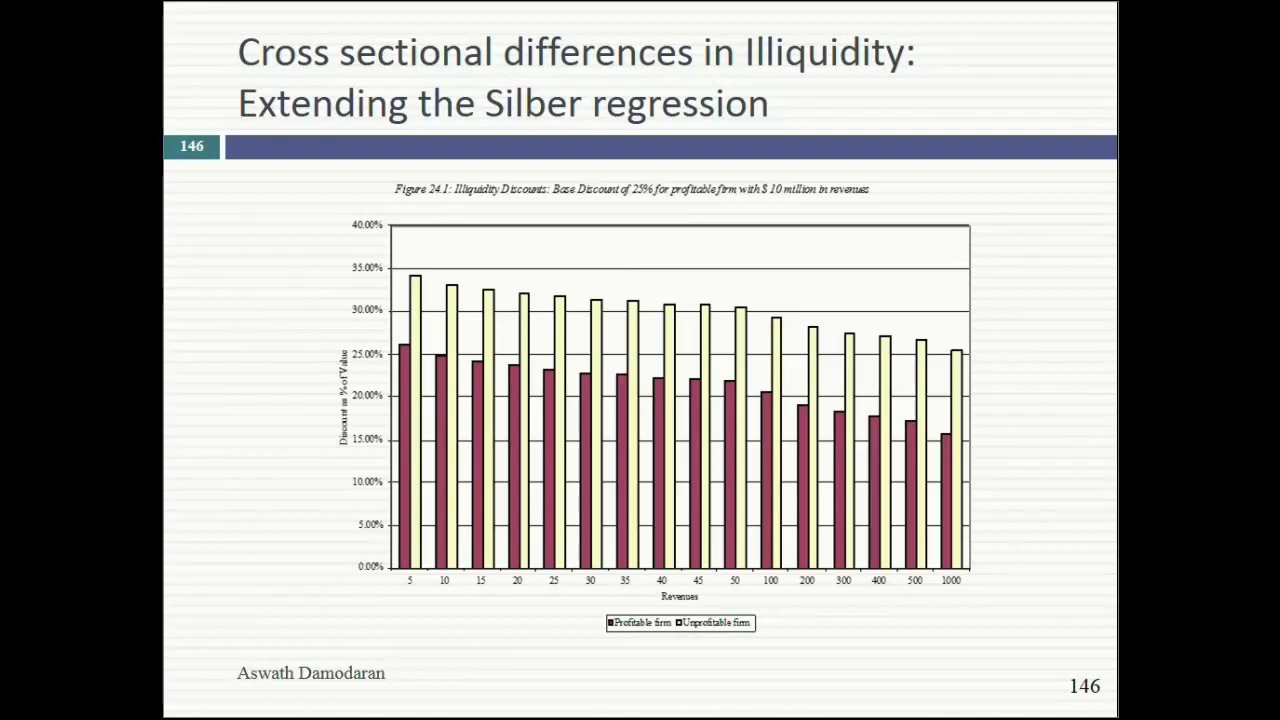 Cross sectional differences in Illiquidity:
Extending the Silber regression
146
Figure 24.1: Illiquidity Discounts: Base Discount of 25% for profitable firm with $ 10 million in revenues
40.00%
35.00%
30.00%
25.00%
20.00%
15.00%
10.00%
5.00%
0.00%
Discount as % of Value
5 10 15 20 25 30 35 40 45 50 100 200 300 400 500 1000
Revenues
Profitable firm Unprofitable firm
Aswath Damodaran
146